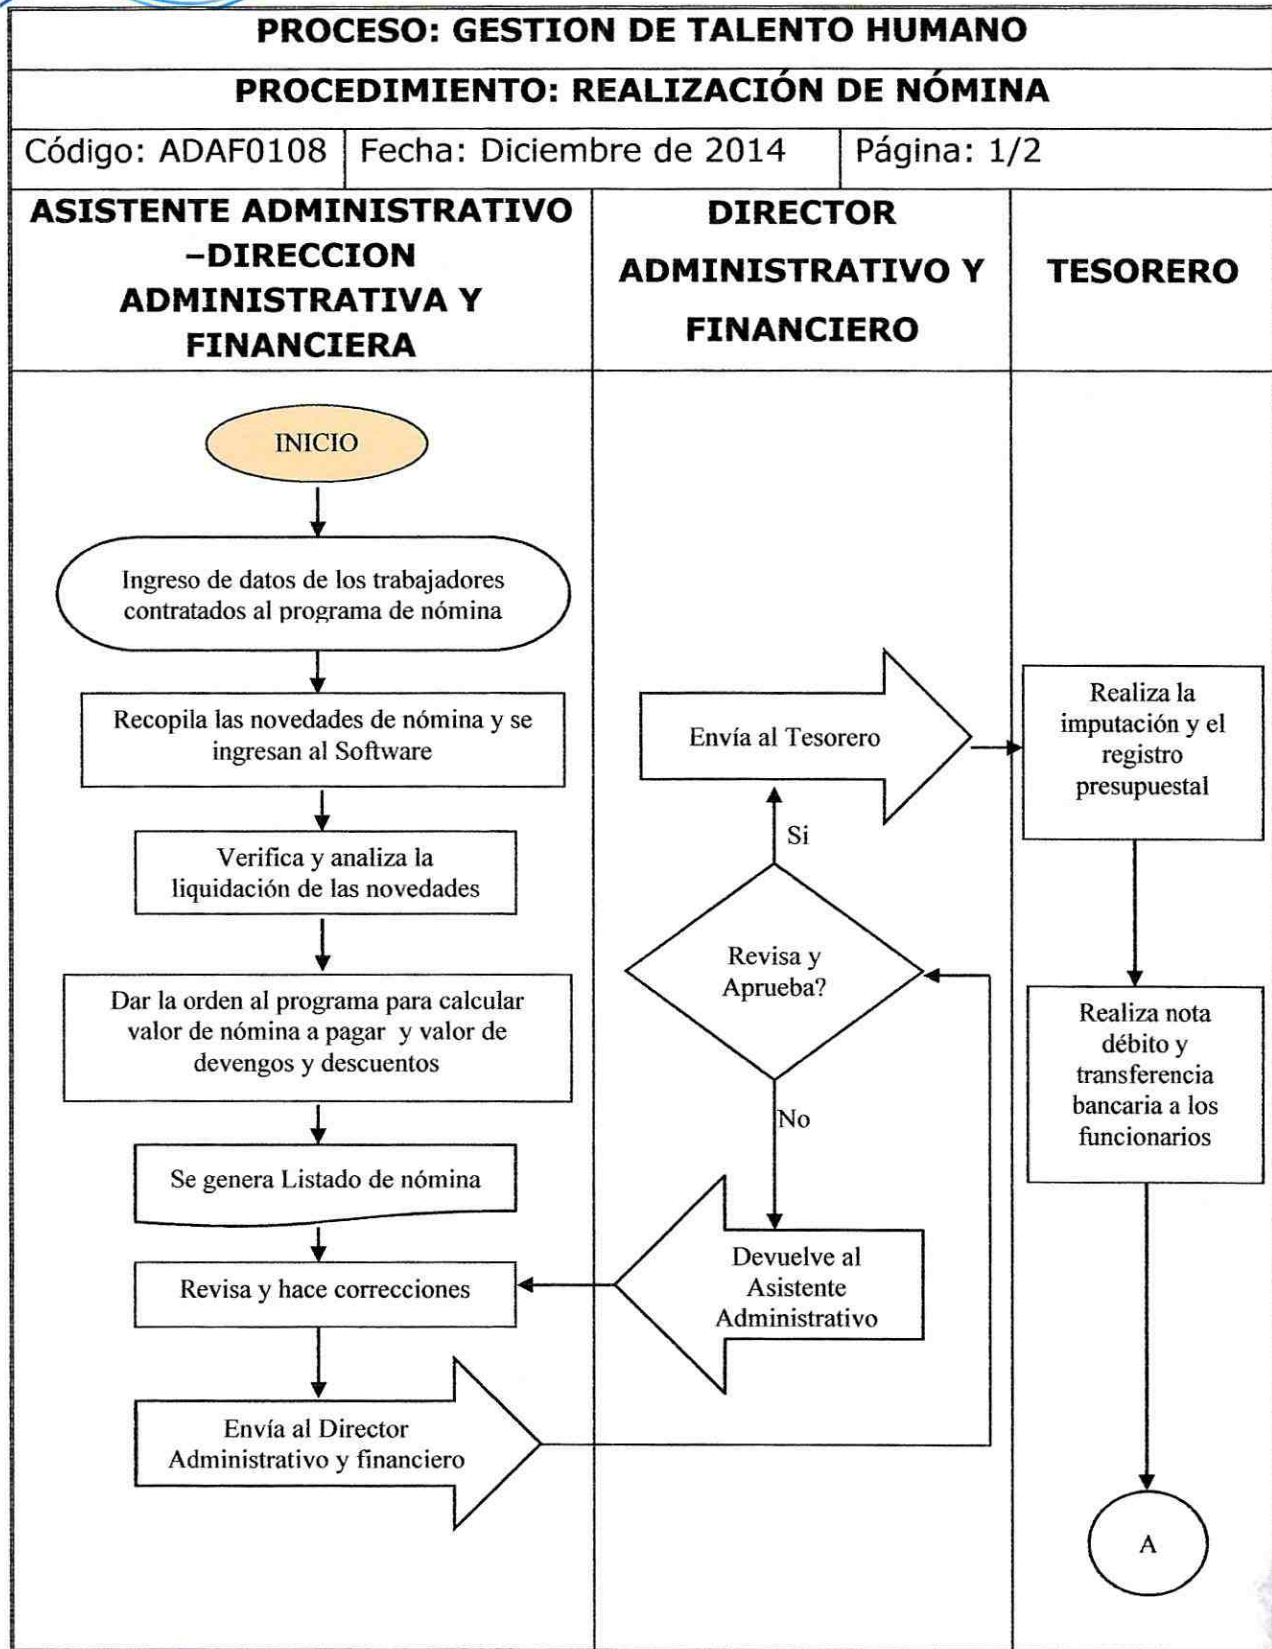 PROCESO: GESTION DE TALENTO HUMANO
PROCEDIMIENTO: REALIZACIÓN DE NÓMINA
Código: ADAF0108
Fecha: Diciembre de 2014
Página: 1/2
ASISTENTE ADMINISTRATIVO
–DIRECCION
ADMINISTRATIVA Y
FINANCIERA
DIRECTOR
ADMINISTRATIVO Y
FINANCIERO
TESORERO
INICIO
Ingreso de datos de los trabajadores
contratados al programa de nómina
Recopila las novedades de nómina y se
ingresan al Software
Verifica y analiza la
liquidación de las novedades
Dar la orden al programa para calcular
valor de nómina a pagar y valor de
devengos y descuentos
Se genera Listado de nómina
Revisa y hace correcciones
Envía al Director
Administrativo y financiero
Envía al Tesorero
Si
Revisa y
Aprueba?
No
Devuelve al
Asistente
Administrativo
Realiza la
imputación y el
registro
presupuestal
Realiza nota
débito y
transferencia
bancaria a los
funcionarios
A